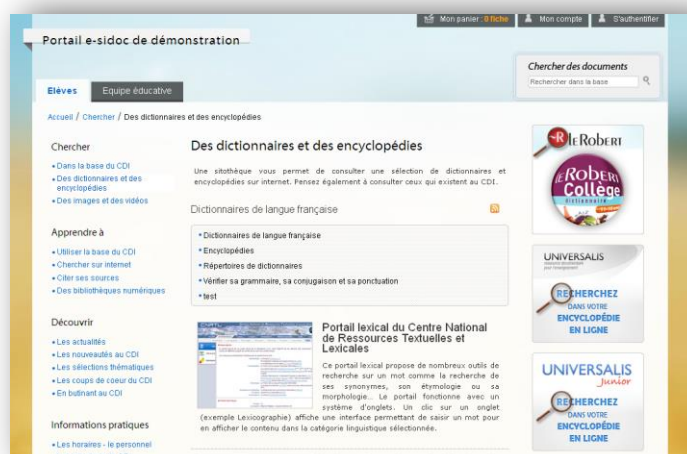 Mon panier : 0 fiche
Mon compte
S'authentifier
Portail e-sidoc de démonstration
Chercher des documents
Rechercher dans la base
Elèves
Equipe éducative
Accueil / Chercher / Des dictionnaires et des encyclopédies
Chercher
Dans la base du CDI
Des dictionnaires et des
encyclopédies
Des images et des vidéos
Apprendre à
Utiliser la base du CDI
Chercher sur internet
Citer ses sources
Des bibliothèques numériques
Découvrir
Les actualités
Les nouveautés au CDI
Les sélections thématiques
Les coups de coeur du CDI
En butinant au CDI
Informations pratiques
Les horaires - le personnel
Des dictionnaires et des encyclopédies
Une sitothèque vous permet de consulter une sélection de dictionnaires et
encyclopédies sur internet. Pensez également à consulter ceux qui existent au CDI.
Dictionnaires de langue française
Dictionnaires de langue française
Encyclopédies
Répertoires de dictionnaires
Vérifier sa grammaire, sa conjugaison et sa ponctuation
test
Portail lexical du Centre National
de Ressources Textuelles et
Lexicales
Ce portail lexical propose de nombreux outils de
recherche sur un mot comme la recherche de
ses synonymes, son étymologie ou sa
morphologie... Le portail fonctionne avec un
système d'onglets. Un clic sur un onglet
(exemple Lexicographie) affiche une interface permettant de saisir un mot pour
en afficher le contenu dans la catégorie linguistique sélectionnée.
LE ROBERT
LE ROBERT
Collège
dictionnaire
UNIVERSALIS
RECHERCHEZ
DANS VOTRE
ENCYCLOPÉDIE
EN LIGNE
UNIVERSALIS
Junior
RECHERCHEZ
DANS VOTRE
ENCYCLOPÉDIE
EN LIGNE